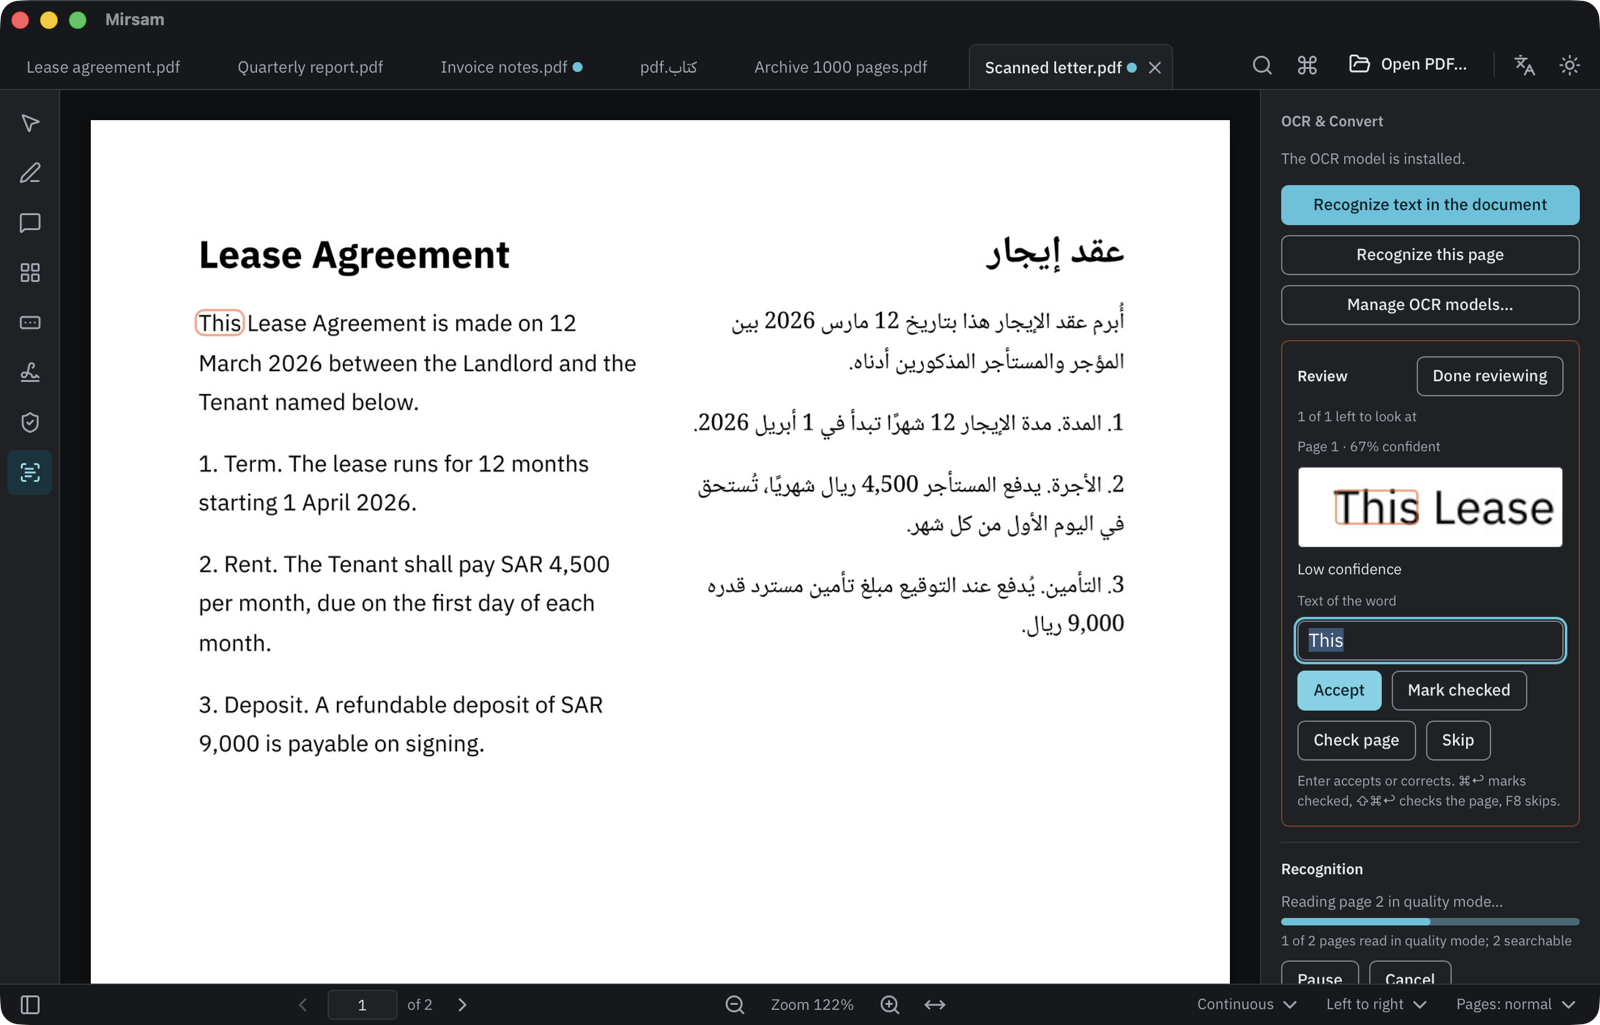 Mirsam
Lease agreement.pdf
Quarterly report.pdf
Invoice notes.pdf
كتاب.pdf
Archive 1000 pages.pdf
Scanned letter.pdf
Open PDF...
Lease Agreement
This Lease Agreement is made on 12
March 2026 between the Landlord and the
Tenant named below.
1. Term. The lease runs for 12 months
starting 1 April 2026.
2. Rent. The Tenant shall pay SAR 4,500
per month, due on the first day of each
month.
3. Deposit. A refundable deposit of SAR
9,000 is payable on signing.
عقد إيجار
أُبرم عقد الإيجار هذا بتاريخ 12 مارس 2026 بين
المؤجر والمستأجر المذكورين أدناه.
1. المدة. مدة الإيجار 12 شهرًا تبدأ في 1 أبريل 2026.
2. الأجرة. يدفع المستأجر 4,500 ريال شهريًا، تُستحق
في اليوم الأول من كل شهر.
3. التأمين. يُدفع عند التوقيع مبلغ تأمين مسترد قدره
9,000 ريال.
OCR & Convert
The OCR model is installed.
Recognize text in the document
Recognize this page
Manage OCR models...
Review
Done reviewing
1 of 1 left to look at
Page 1 · 67% confident
This Lease
Low confidence
Text of the word
This
Accept
Mark checked
Check page
Skip
Enter accepts or corrects. ⌘↩ marks
checked, ⇧⌘↩ checks the page, F8 skips.
Recognition
Reading page 2 in quality mode...
1 of 2 pages read in quality mode; 2 searchable
Pause
Cancel
1 of 2
Zoom 122%
Continuous
Left to right
Pages: normal